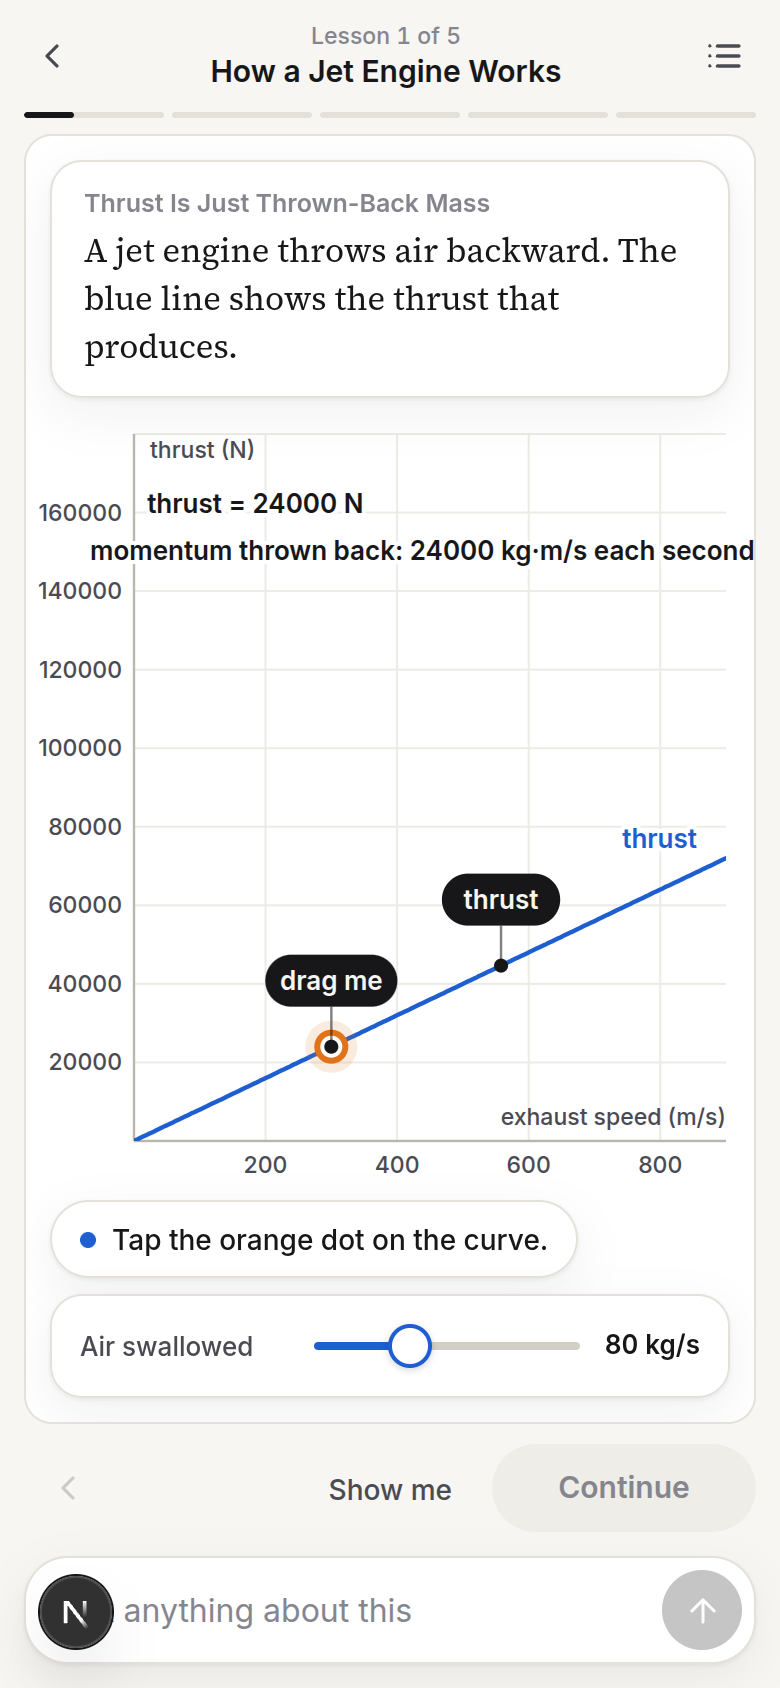 Lesson 1 of 5
How a Jet Engine Works
Thrust Is Just Thrown-Back Mass
A jet engine throws air backward. The
blue line shows the thrust that
produces.
thrust (N)
thrust = 24000 N
160000
momentum thrown back: 24000 kg·m/s each second
140000
120000
100000
80000
thrust
60000
thrust
40000
drag me
20000
exhaust speed (m/s)
200 400 600 800
Tap the orange dot on the curve.
Air swallowed 80 kg/s
Show me Continue
N anything about this